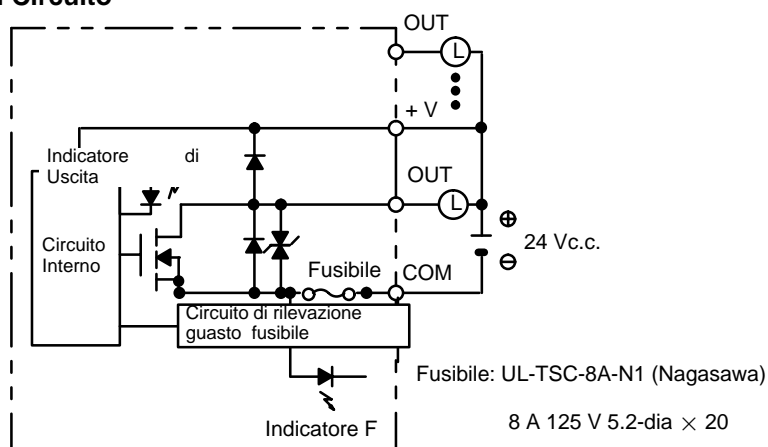 OUT
L
+ V
Indicatore di
Uscita
OUT
L
Circuito
Interno
24 Vc.c.
Fusibile
COM
Circuito di rilevazione
guasto fusibile
Fusibile: UL-TSC-8A-N1 (Nagasawa)
Indicatore F
8 A 125 V 5.2-dia × 20